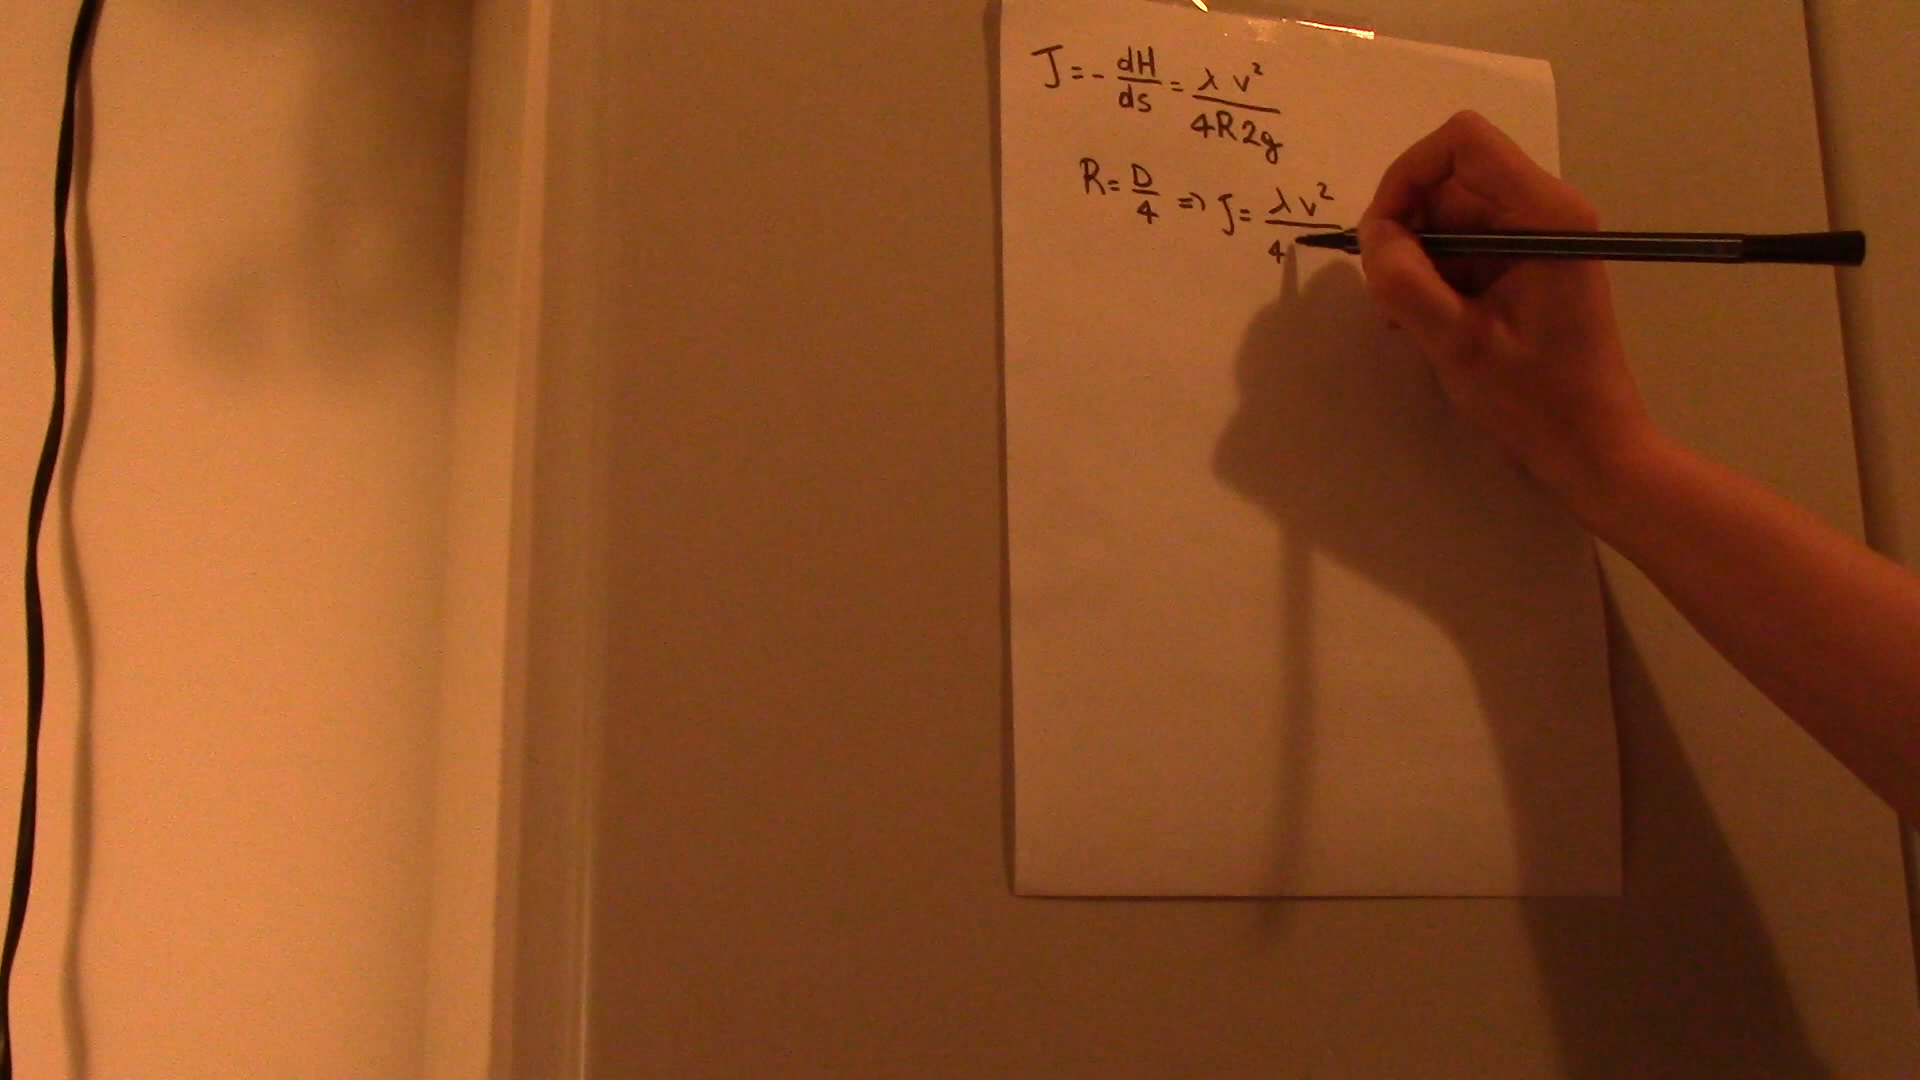 J = - dH/ds = λ v²/4R2g
R = D/4 => J = λ v²/4